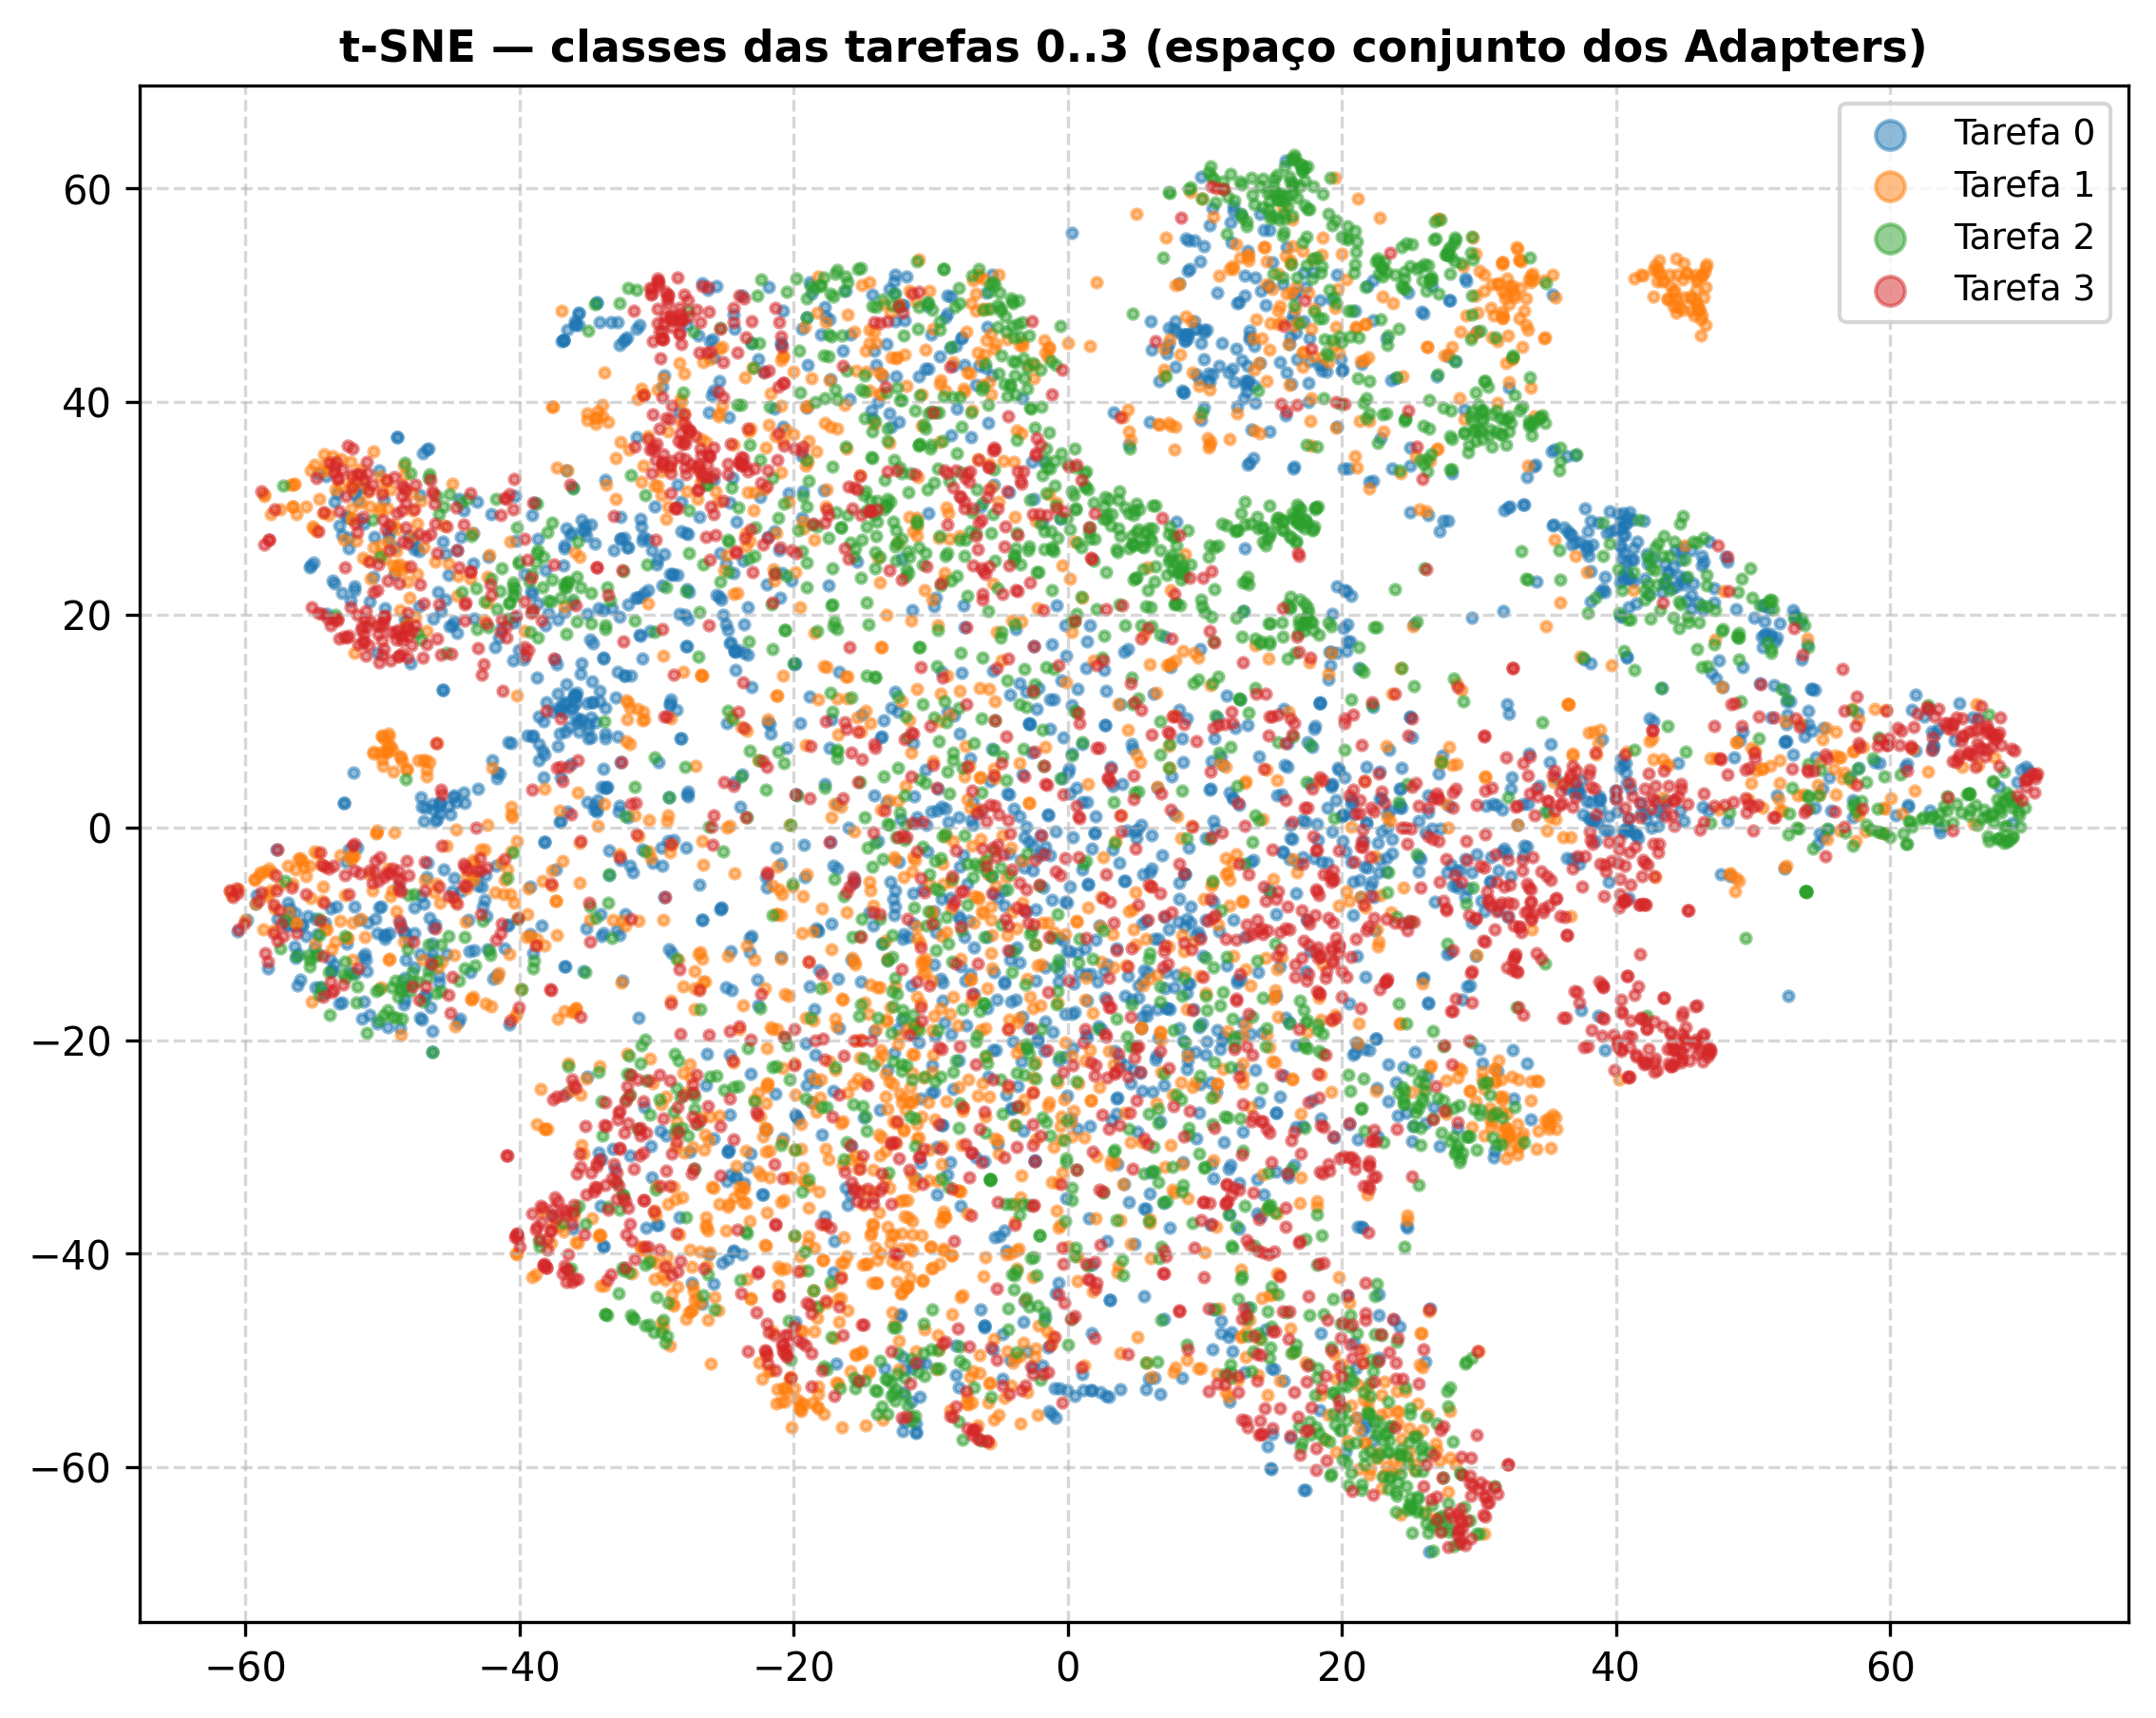 t-SNE — classes das tarefas 0..3 (espaço conjunto dos Adapters)
Tarefa 0
Tarefa 1
Tarefa 2
Tarefa 3
60
40
20
0
−20
−40
−60
−60 −40 −20 0 20 40 60